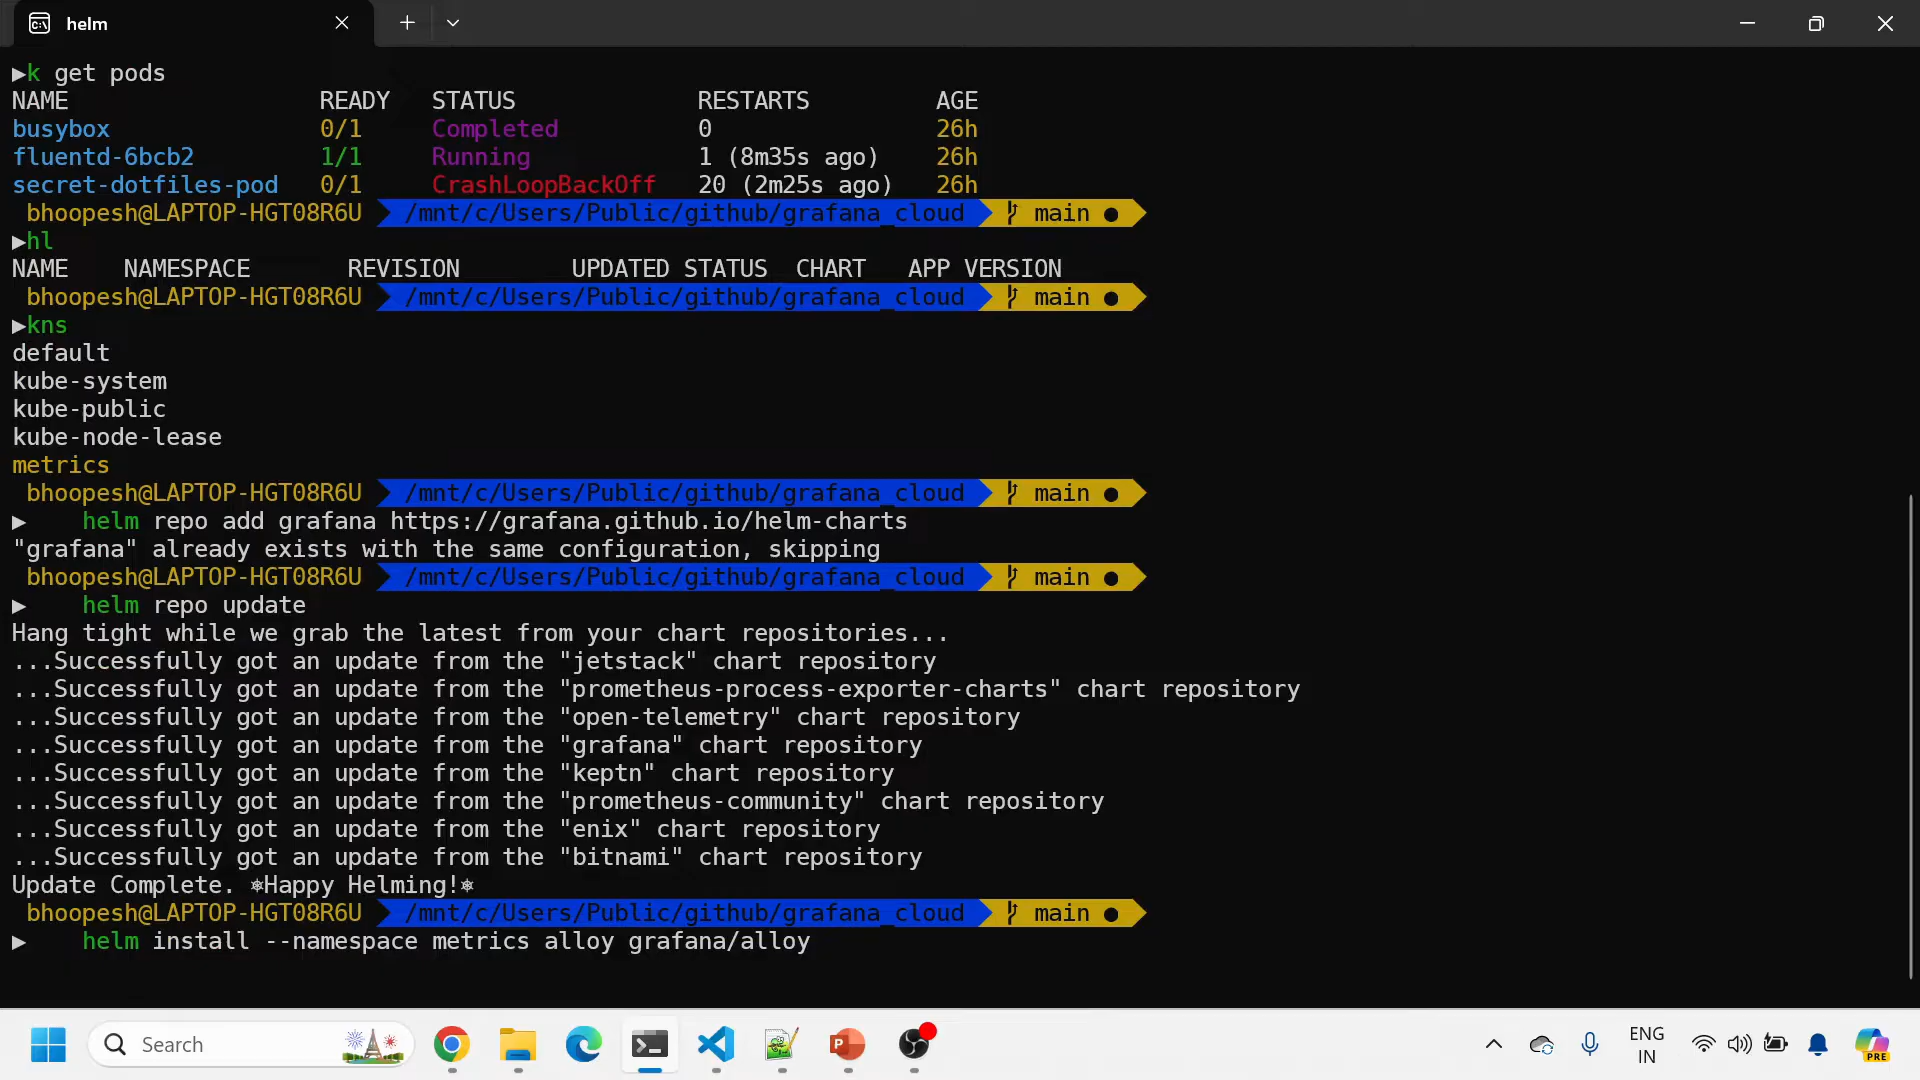 helm
▶k get pods
NAME READY STATUS RESTARTS AGE
busybox 0/1 Completed 0 26h
fluentd-6bcb2 1/1 Running 1 (8m35s ago) 26h
secret-dotfiles-pod 0/1 CrashLoopBackOff 20 (2m25s ago) 26h
bhoopesh@LAPTOP-HGT08R6U /mnt/c/Users/Public/github/grafana_cloud main ●
▶hl
NAME NAMESPACE REVISION UPDATED STATUS CHART APP VERSION
bhoopesh@LAPTOP-HGT08R6U /mnt/c/Users/Public/github/grafana_cloud main ●
▶kns
default
kube-system
kube-public
kube-node-lease
metrics
bhoopesh@LAPTOP-HGT08R6U /mnt/c/Users/Public/github/grafana_cloud main ●
▶ helm repo add grafana https://grafana.github.io/helm-charts
"grafana" already exists with the same configuration, skipping
bhoopesh@LAPTOP-HGT08R6U /mnt/c/Users/Public/github/grafana_cloud main ●
▶ helm repo update
Hang tight while we grab the latest from your chart repositories...
...Successfully got an update from the "jetstack" chart repository
...Successfully got an update from the "prometheus-process-exporter-charts" chart repository
...Successfully got an update from the "open-telemetry" chart repository
...Successfully got an update from the "grafana" chart repository
...Successfully got an update from the "keptn" chart repository
...Successfully got an update from the "prometheus-community" chart repository
...Successfully got an update from the "enix" chart repository
...Successfully got an update from the "bitnami" chart repository
Update Complete. ⎈Happy Helming!⎈
bhoopesh@LAPTOP-HGT08R6U /mnt/c/Users/Public/github/grafana_cloud main ●
▶ helm install --namespace metrics alloy grafana/alloy
Search
ENG
IN
PRE